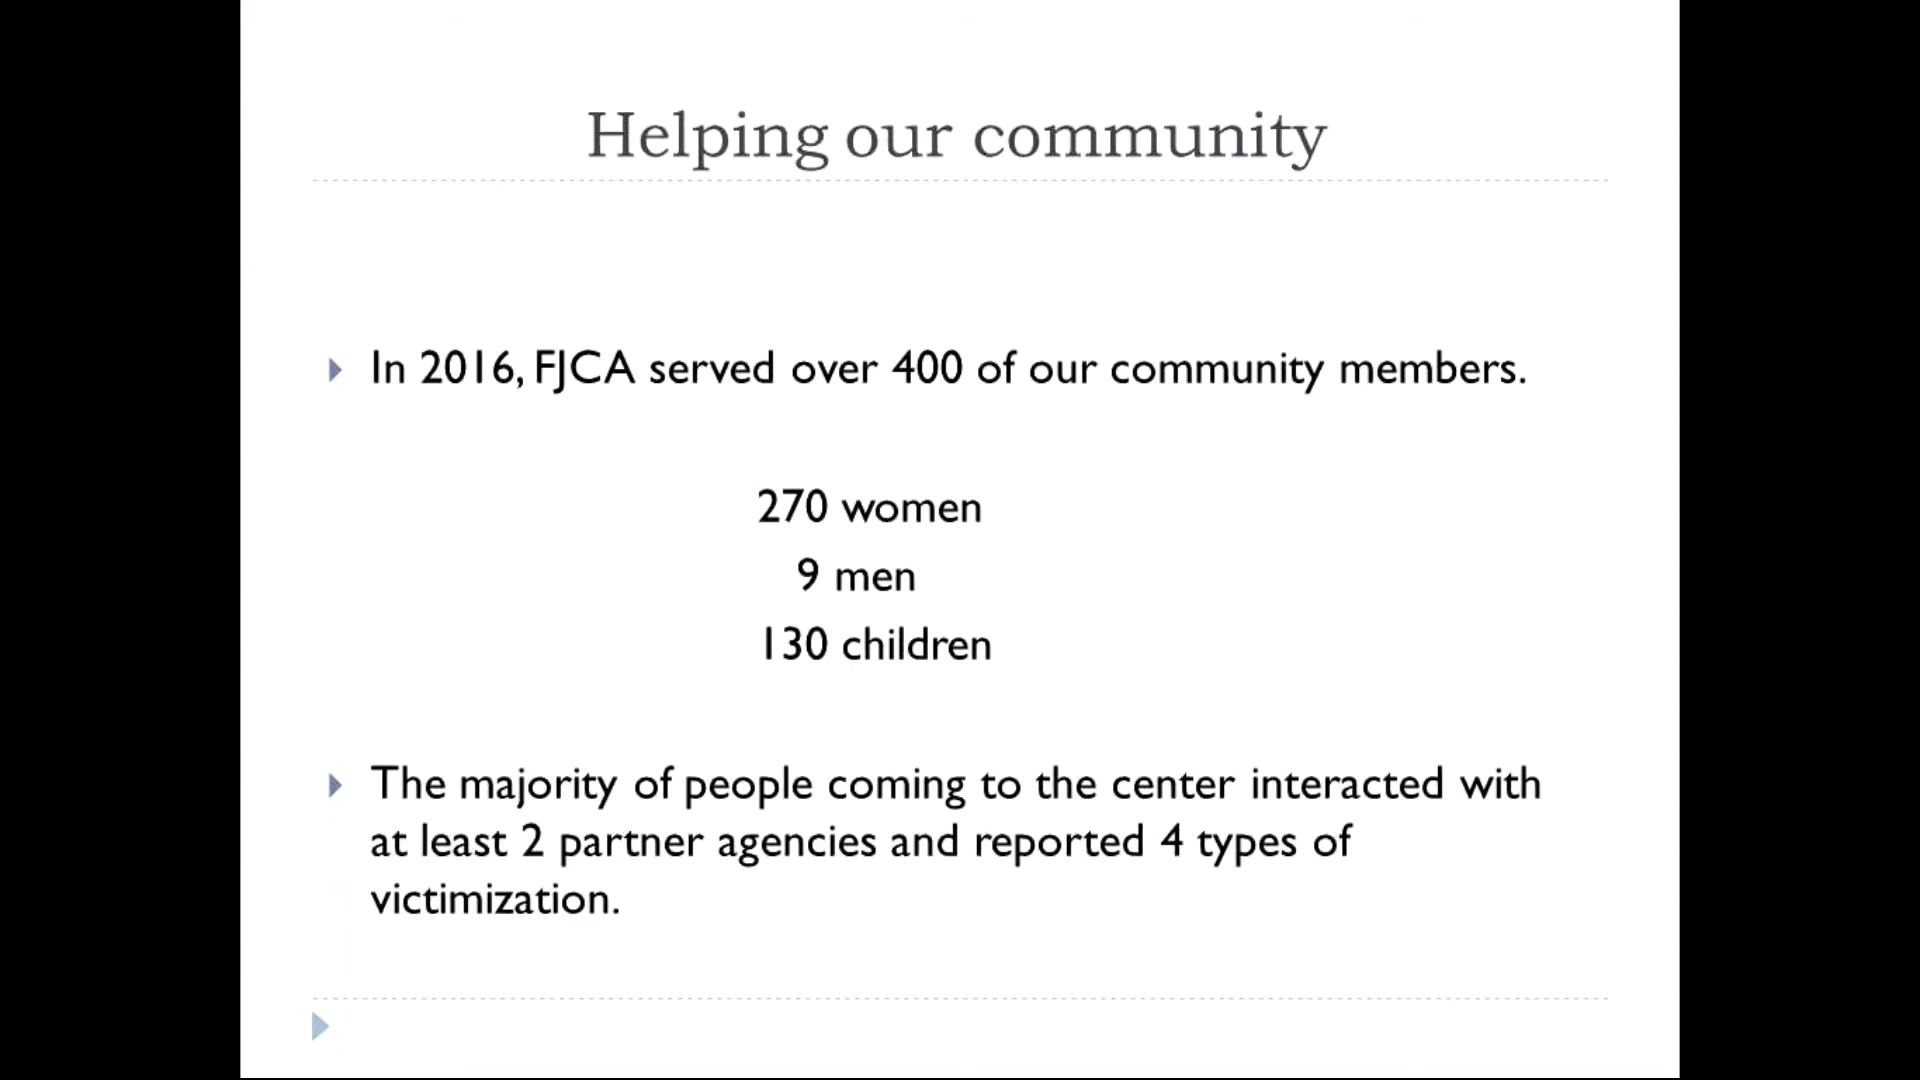 Helping our community
In 2016, FJCA served over 400 of our community members.
270 women
9 men
130 children
The majority of people coming to the center interacted with
at least 2 partner agencies and reported 4 types of
victimization.